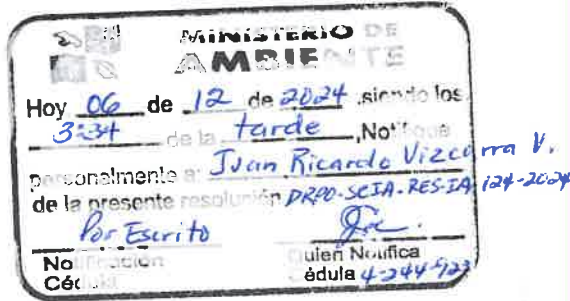 MINISTERIO DE
AMBIENTE
Hoy 06 de 12 de 2024, siendo los
3:34 de la tarde, Notifique
personalmente a: Juan Ricardo Vizcarra V.
de la presente resolución DRPO-SCIA-RES-IA-124-2024
Por Escrito
Notificación Quien Notifica
Cédula Cédula 4-244-923